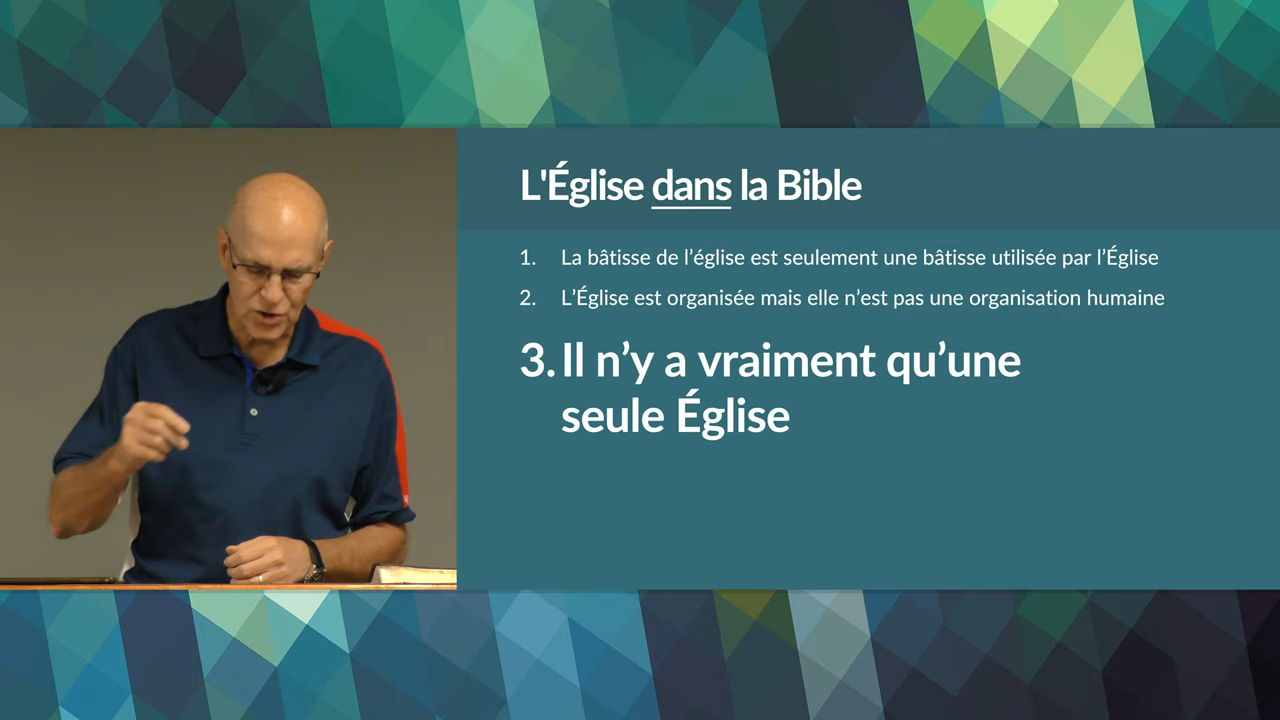 L'Église dans la Bible
1. La bâtisse de l’église est seulement une bâtisse utilisée par l’Église
2. L’Église est organisée mais elle n’est pas une organisation humaine
3. Il n’y a vraiment qu’une
seule Église